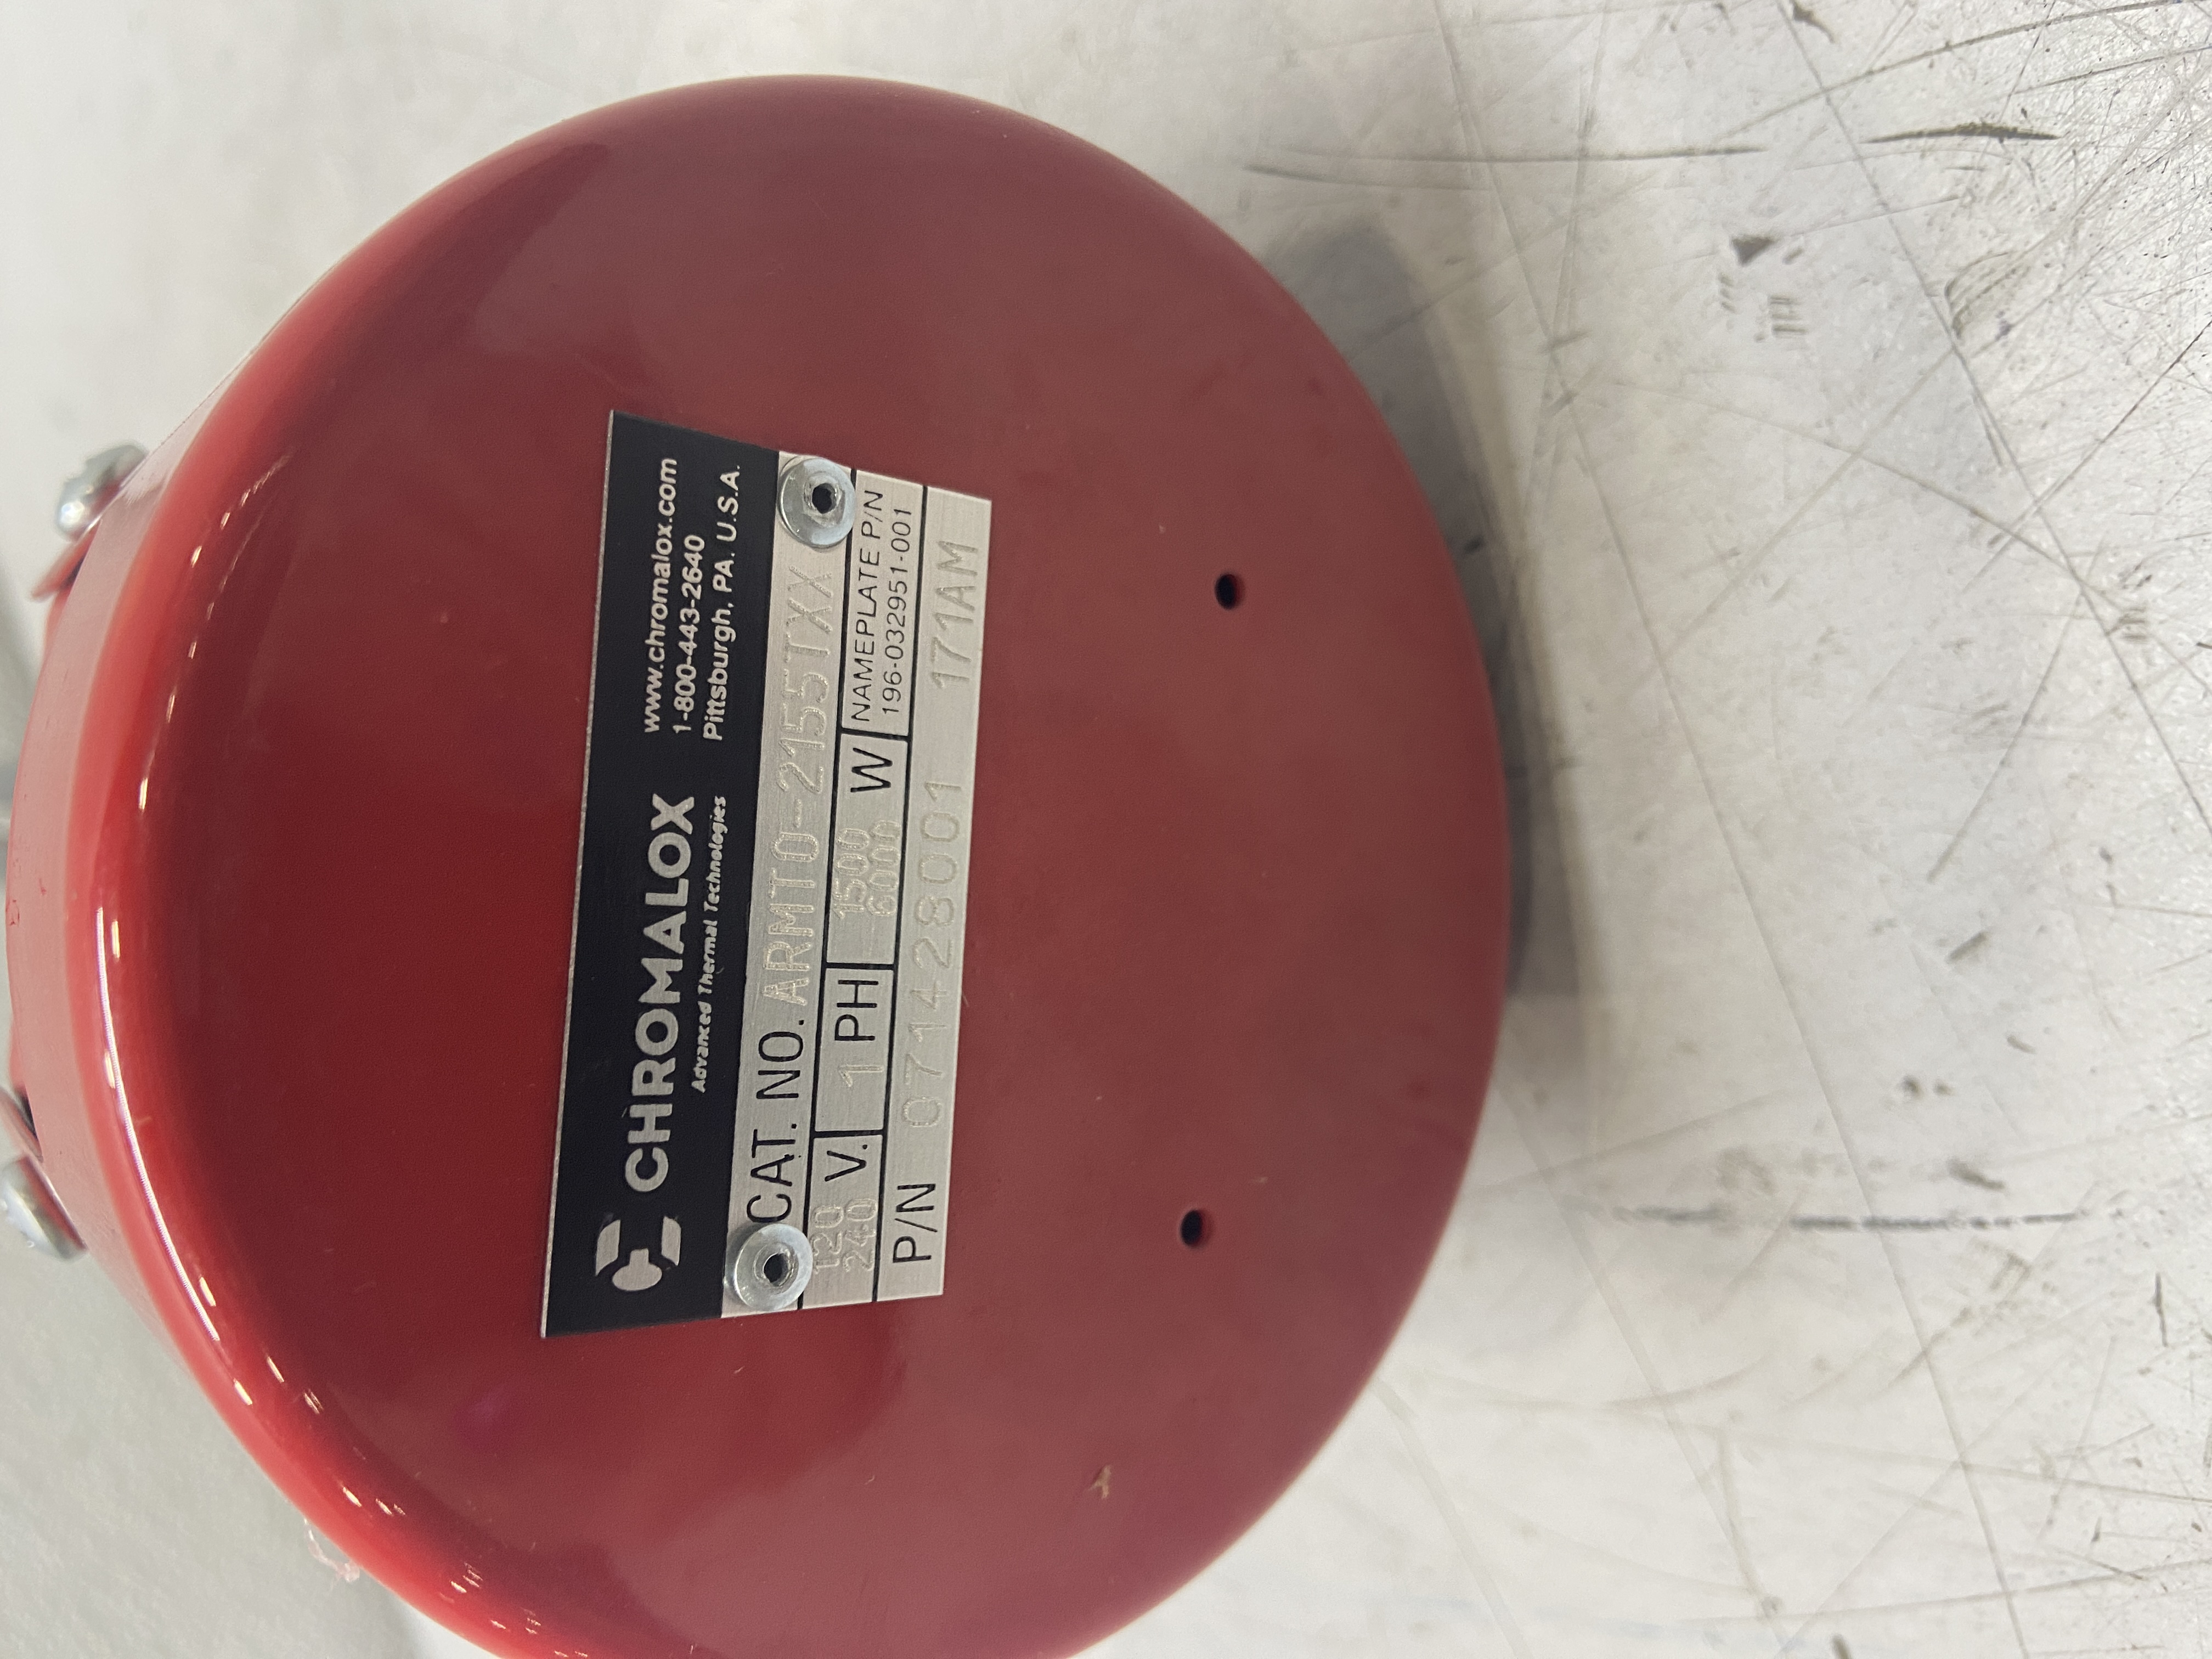 CHROMALOX
Advanced Thermal Technologies
www.chromalox.com
1-800-443-2640
Pittsburgh, PA. U.S.A.
CAT. NO. ARMTO-2155TXX
120
240 V. 1 PH 1500
6000 W NAMEPLATE P/N
196-032951-001
P/N 071428001 171AM